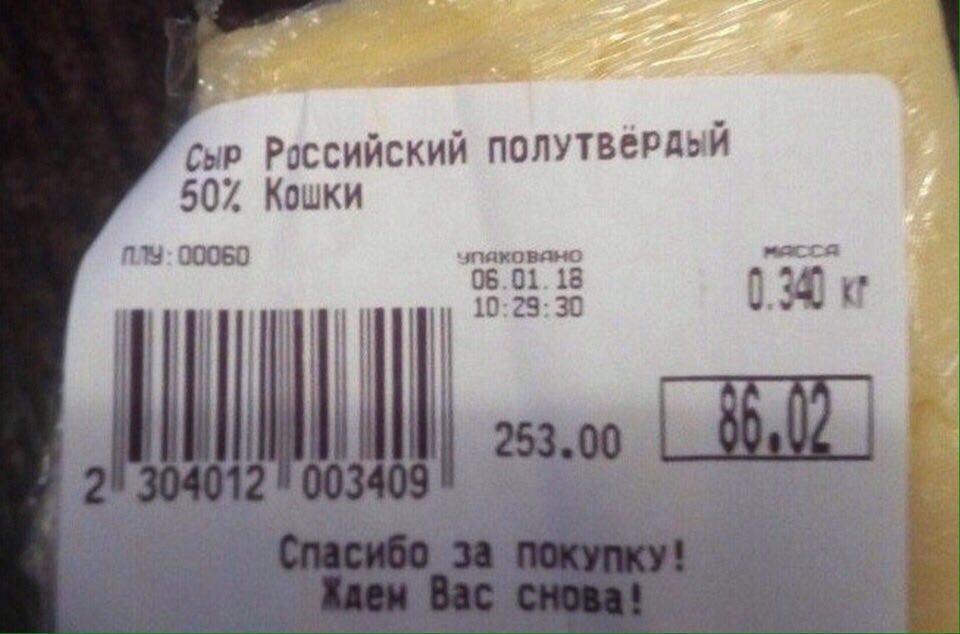 Сыр Российский полутвёрдый
50% Кошки
ПЛУ:00060
УПАКОВАНО
06.01.18
10:29:30
МАССА
0.340 кг
2 304012 003409
253.00
86.02
Спасибо за покупку!
Ждем Вас снова!